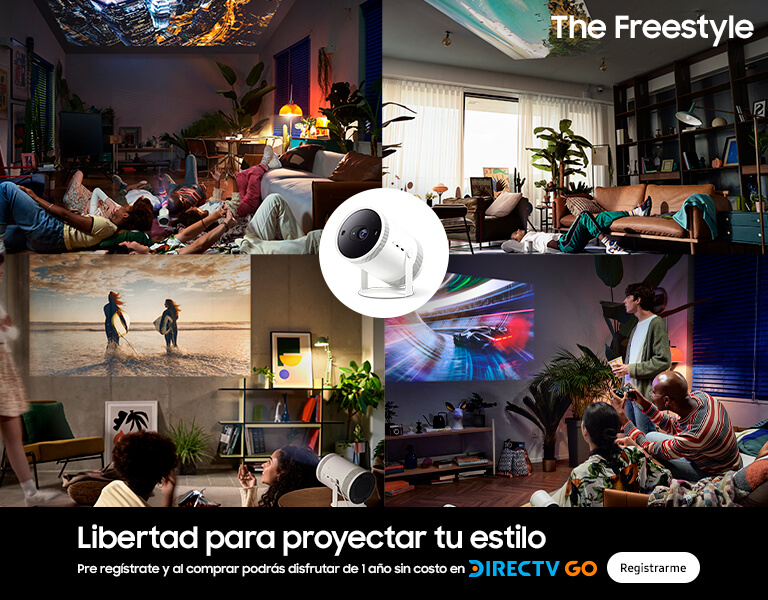 The Freestyle
Libertad para proyectar tu estilo
Pre regístrate y al comprar podrás disfrutar de 1 año sin costo en DIRECTV GO
Registrarme